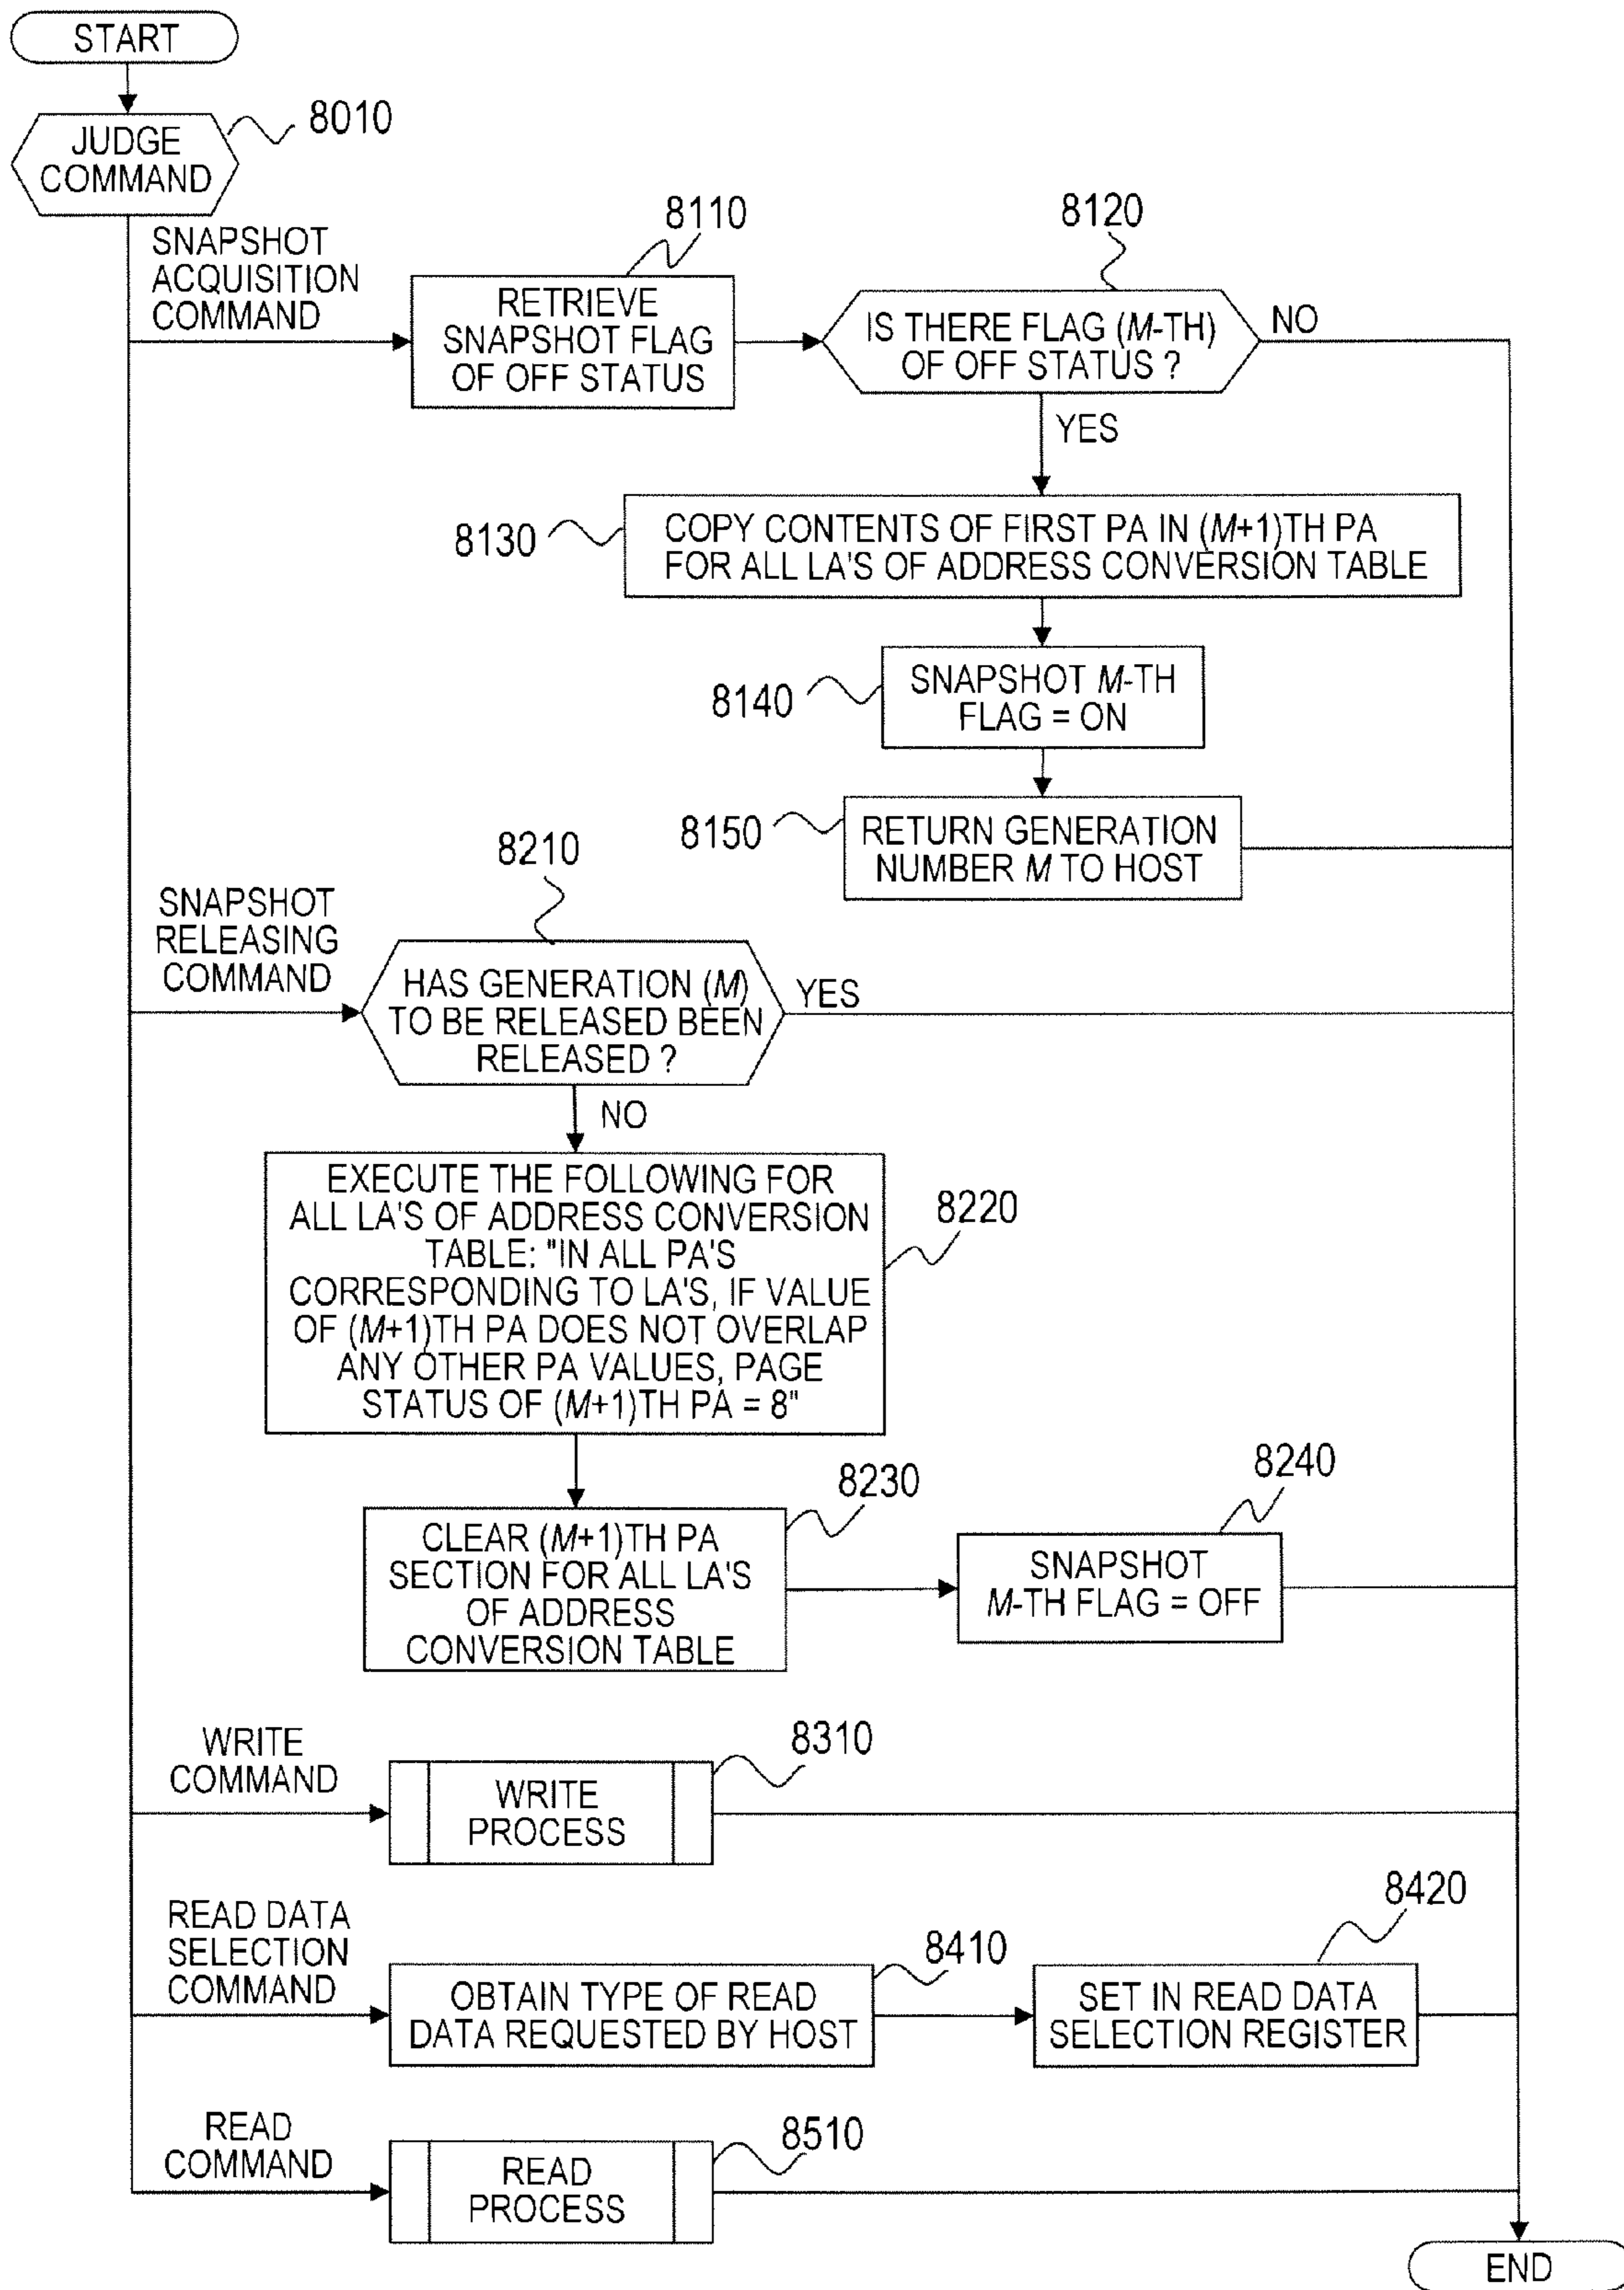 START
8010
JUDGE
COMMAND
SNAPSHOT
ACQUISITION
COMMAND
8110
RETRIEVE
SNAPSHOT FLAG
OF OFF STATUS
8120
IS THERE FLAG (M-TH)
OF OFF STATUS ?
NO
YES
8130
COPY CONTENTS OF FIRST PA IN (M+1)TH PA
FOR ALL LA'S OF ADDRESS CONVERSION TABLE
8140
SNAPSHOT M-TH
FLAG = ON
8150
RETURN GENERATION
NUMBER M TO HOST
SNAPSHOT
RELEASING
COMMAND
8210
HAS GENERATION (M)
TO BE RELEASED BEEN
RELEASED ?
YES
NO
EXECUTE THE FOLLOWING FOR
ALL LA'S OF ADDRESS CONVERSION
TABLE: "IN ALL PA'S
CORRESPONDING TO LA'S, IF VALUE
OF (M+1)TH PA DOES NOT OVERLAP
ANY OTHER PA VALUES, PAGE
STATUS OF (M+1)TH PA = 8"
8220
8230
CLEAR (M+1)TH PA
SECTION FOR ALL LA'S
OF ADDRESS
CONVERSION TABLE
8240
SNAPSHOT
M-TH FLAG = OFF
WRITE
COMMAND
8310
WRITE
PROCESS
READ DATA
SELECTION
COMMAND
8410
OBTAIN TYPE OF READ
DATA REQUESTED BY HOST
8420
SET IN READ DATA
SELECTION REGISTER
READ
COMMAND
8510
READ
PROCESS
END